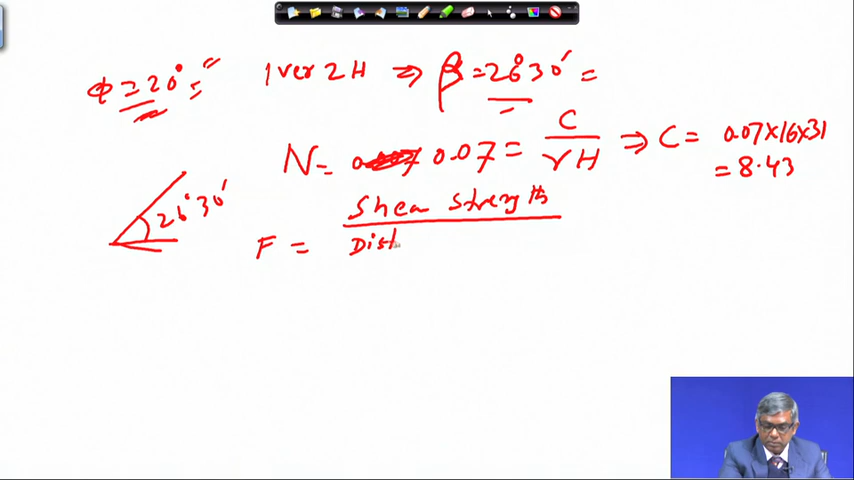 φ = 20° = 1 ver 2 H ⇒ β = 26° 30' =
N = 0.07 = C / γH ⇒ C = 0.07×16×31
= 8.43
26° 30'
F = Shear Strength
Dist